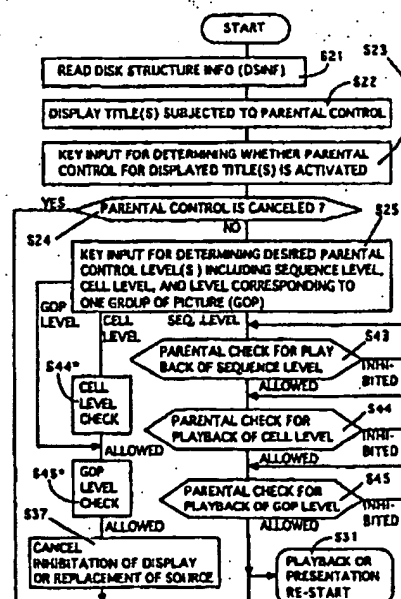 START
S21
READ DISK STRUCTURE INFO (DSINF)
S23
S22
DISPLAY TITLE(S) SUBJECTED TO PARENTAL CONTROL
KEY INPUT FOR DETERMINING WHETHER PARENTAL
CONTROL FOR DISPLAYED TITLE(S) IS ACTIVATED
YES
PARENTAL CONTROL IS CANCELED ?
S24
NO
S25
KEY INPUT FOR DETERMINING DESIRED PARENTAL
CONTROL LEVEL(S) INCLUDING SEQUENCE LEVEL,
CELL LEVEL, AND LEVEL CORRESPONDING TO
ONE GROUP OF PICTURE (GOP)
GOP
LEVEL
CELL
LEVEL
SEQ. LEVEL
S43
PARENTAL CHECK FOR PLAY
BACK OF SEQUENCE LEVEL
INHI-
BITED
ALLOWED
S44*
CELL
LEVEL
CHECK
S44
PARENTAL CHECK FOR
PLAYBACK OF CELL LEVEL
INHI-
BITED
ALLOWED
ALLOWED
S45*
GOP
LEVEL
CHECK
S45
PARENTAL CHECK FOR
PLAYBACK OF GOP LEVEL
INHI-
BITED
ALLOWED
ALLOWED
S37
CANCEL
INHIBITATION OF DISPLAY
OR REPLACEMENT OF SOURCE
S31
PLAYBACK OR
PRESENTATION
RE-START